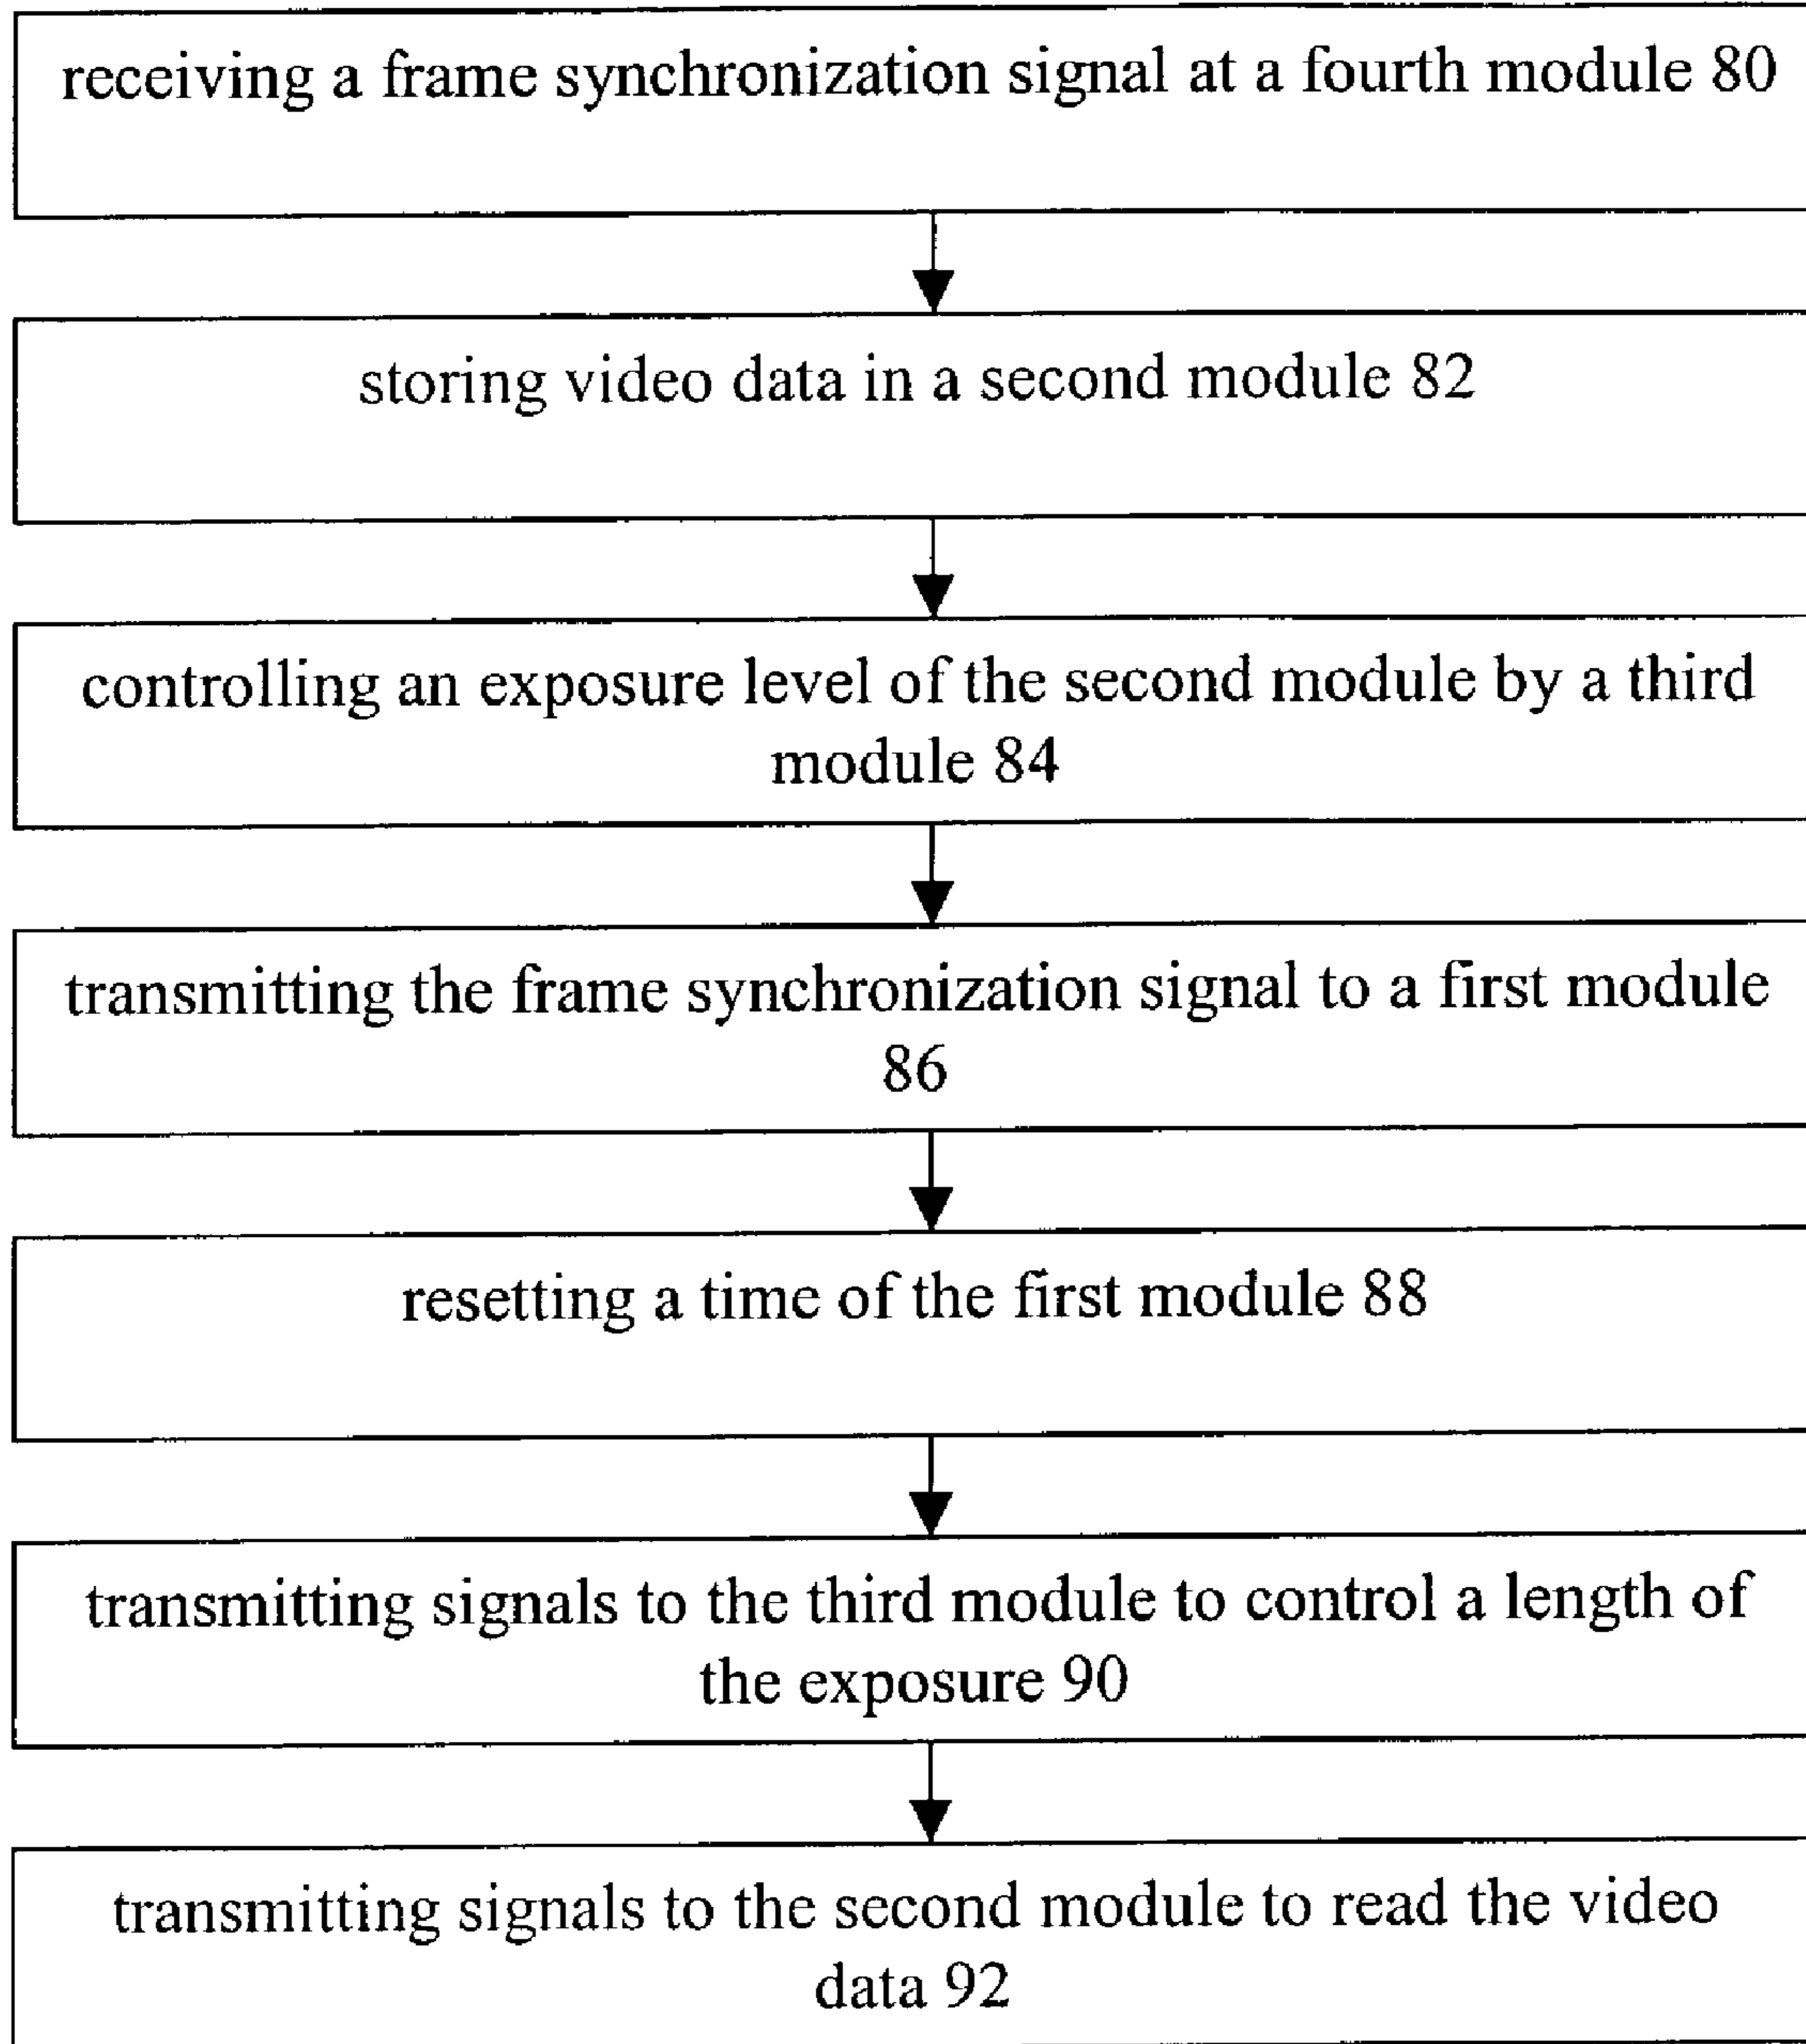 receiving a frame synchronization signal at a fourth module 80
storing video data in a second module 82
controlling an exposure level of the second module by a third
module 84
transmitting the frame synchronization signal to a first module
86
resetting a time of the first module 88
transmitting signals to the third module to control a length of
the exposure 90
transmitting signals to the second module to read the video
data 92